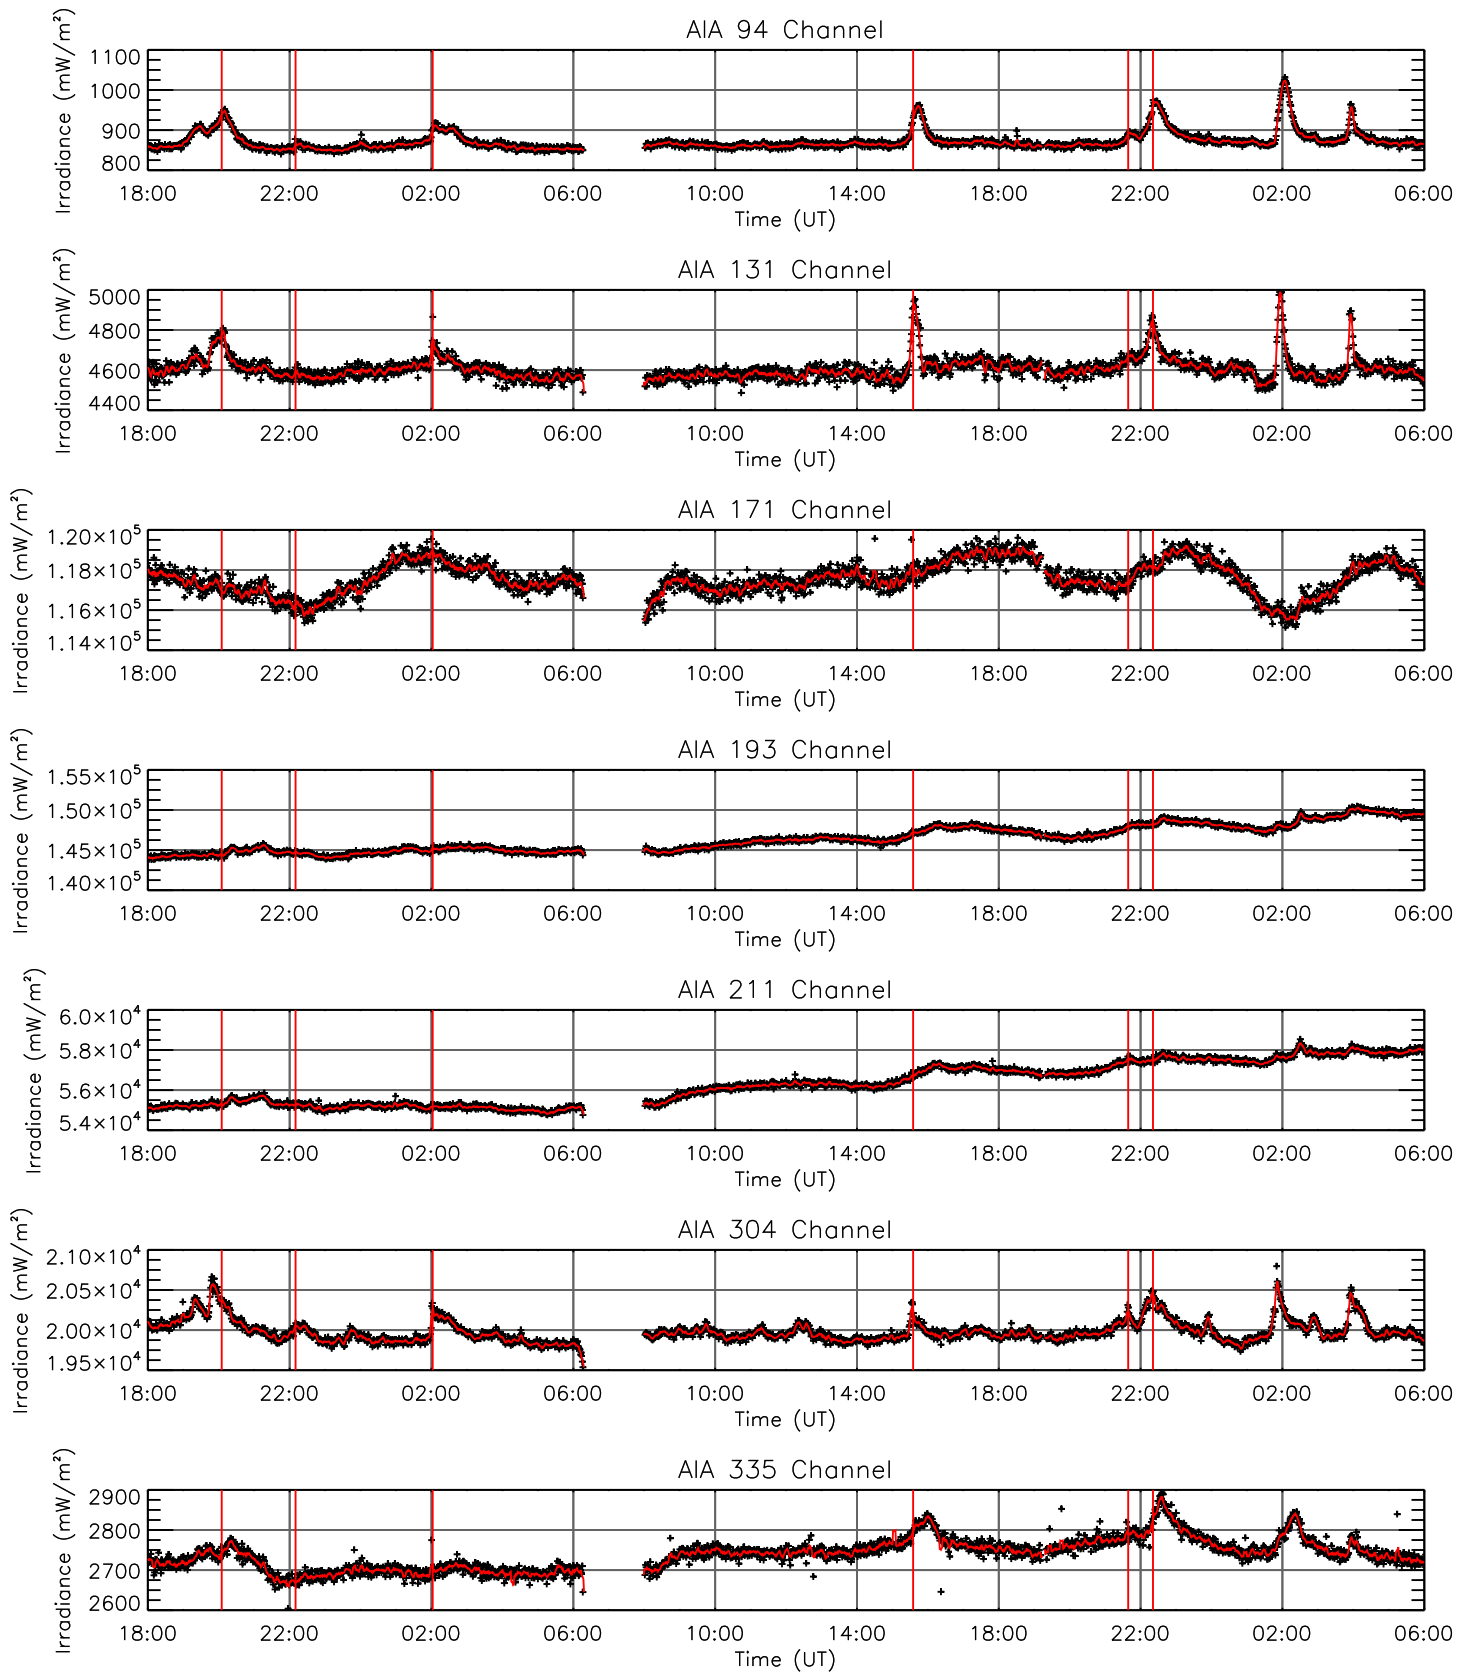 AIA 94 Channel
Irradiance (mW/m²)
1100
1000
900
800
18:00 22:00 02:00 06:00 10:00 14:00 18:00 22:00 02:00 06:00
Time (UT)
AIA 131 Channel
Irradiance (mW/m²)
5000
4800
4600
4400
18:00 22:00 02:00 06:00 10:00 14:00 18:00 22:00 02:00 06:00
Time (UT)
AIA 171 Channel
Irradiance (mW/m²)
1.20×10⁵
1.18×10⁵
1.16×10⁵
1.14×10⁵
18:00 22:00 02:00 06:00 10:00 14:00 18:00 22:00 02:00 06:00
Time (UT)
AIA 193 Channel
Irradiance (mW/m²)
1.55×10⁵
1.50×10⁵
1.45×10⁵
1.40×10⁵
18:00 22:00 02:00 06:00 10:00 14:00 18:00 22:00 02:00 06:00
Time (UT)
AIA 211 Channel
Irradiance (mW/m²)
6.0×10⁴
5.8×10⁴
5.6×10⁴
5.4×10⁴
18:00 22:00 02:00 06:00 10:00 14:00 18:00 22:00 02:00 06:00
Time (UT)
AIA 304 Channel
Irradiance (mW/m²)
2.10×10⁴
2.05×10⁴
2.00×10⁴
1.95×10⁴
18:00 22:00 02:00 06:00 10:00 14:00 18:00 22:00 02:00 06:00
Time (UT)
AIA 335 Channel
Irradiance (mW/m²)
2900
2800
2700
2600
18:00 22:00 02:00 06:00 10:00 14:00 18:00 22:00 02:00 06:00
Time (UT)